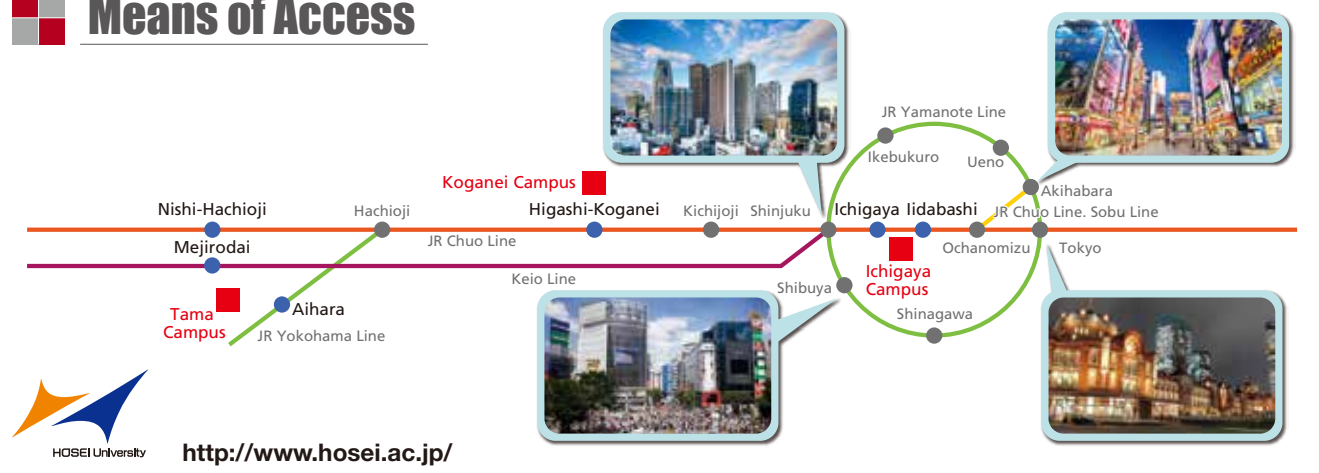 Means of Access
JR Yamanote Line
Ikebukuro
Ueno
Koganei Campus
Akihabara
Nishi-Hachioji
Hachioji
Higashi-Koganei
Kichijoji
Shinjuku
Ichigaya
Iidabashi
JR Chuo Line. Sobu Line
Mejirodai
JR Chuo Line
Ochanomizu
Tokyo
Keio Line
Ichigaya
Campus
Shibuya
Tama
Campus
Aihara
Shinagawa
JR Yokohama Line
HOSEI University
http://www.hosei.ac.jp/